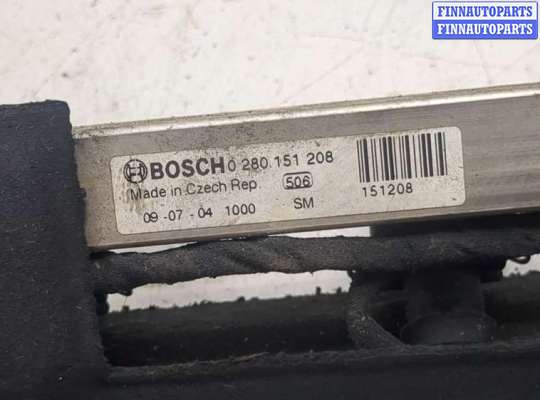 FINNAUTOPARTS
FINNAUTOPARTS
BOSCH 0 280 151 208
Made in Czech Rep 506
151208
09-07-04 1000 SM